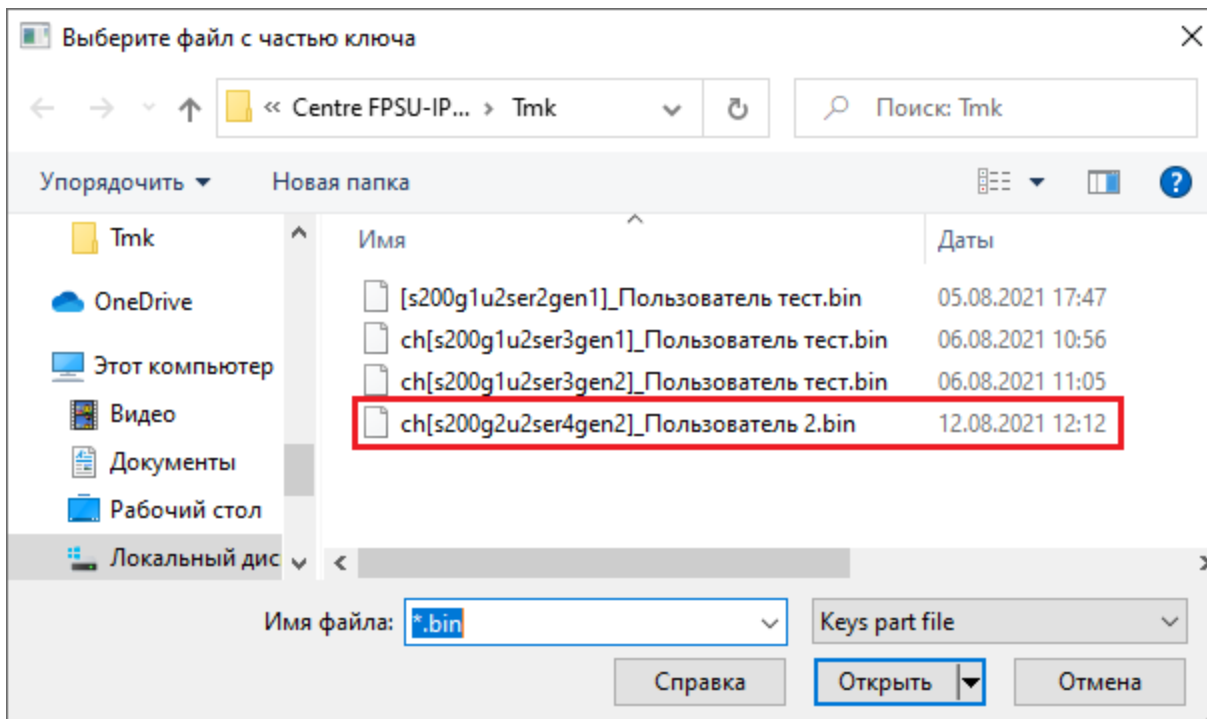 Выберите файл с частью ключа
« Centre FPSU-IP... › Tmk
Поиск: Tmk
Упорядочить
Новая папка
?
Tmk
OneDrive
Этот компьютер
Видео
Документы
Рабочий стол
Локальный дис
Имя
Даты
[s200g1u2ser2gen1]_Пользователь тест.bin 05.08.2021 17:47
ch[s200g1u2ser3gen1]_Пользователь тест.bin 06.08.2021 10:56
ch[s200g1u2ser3gen2]_Пользователь тест.bin 06.08.2021 11:05
ch[s200g2u2ser4gen2]_Пользователь 2.bin 12.08.2021 12:12
Имя файла: *.bin
Keys part file
Справка
Открыть
Отмена